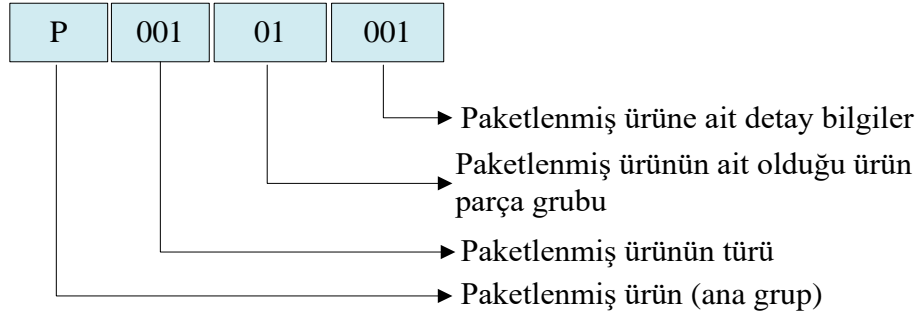 P 001 01 001
Paketlenmiş ürüne ait detay bilgiler
Paketlenmiş ürünün ait olduğu ürün
parça grubu
Paketlenmiş ürünün türü
Paketlenmiş ürün (ana grup)